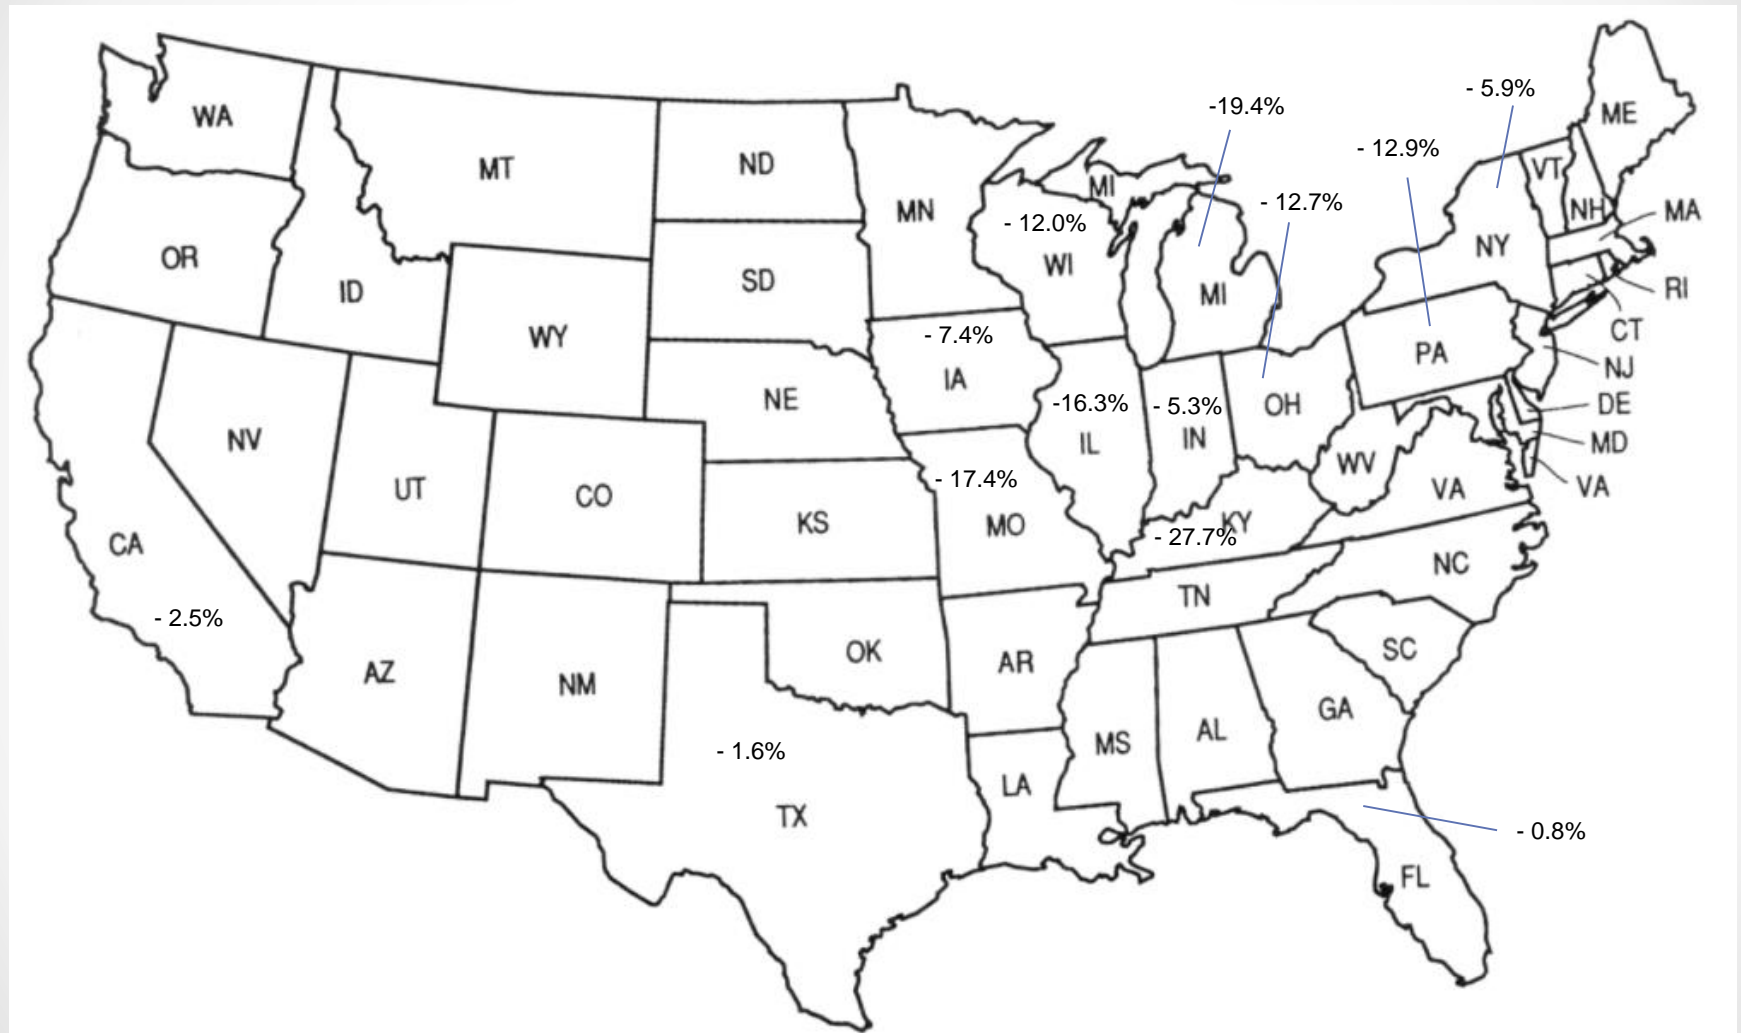 - 5.9%
-19.4%
ME
WA
- 12.9%
ND
MT
VT
MI
- 12.7%
MN
NH
MA
- 12.0%
NY
OR
WI
SD
ID
MI
RI
CT
WY
- 7.4%
PA
NJ
IA
NE
-16.3%
- 5.3%
OH
DE
NV
IL
IN
MD
WV
- 17.4%
UT
CO
VA
VA
KS
MO
KY
- 27.7%
CA
NC
TN
- 2.5%
OK
SC
AR
AZ
NM
GA
AL
MS
- 1.6%
LA
TX
- 0.8%
FL